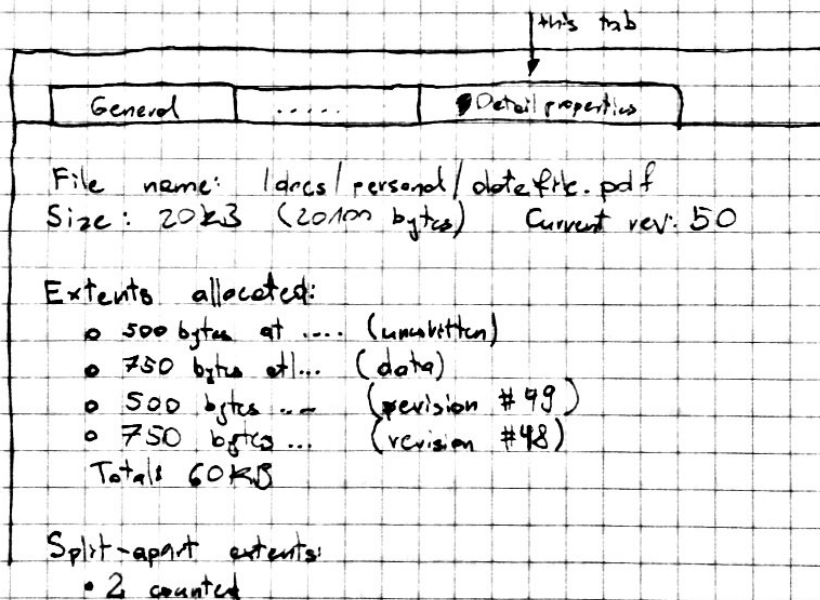 this tab
General ..... Detail properties
File name: /docs/personal/datefile.pdf
Size: 20kB (20100 bytes) Current rev: 50
Extents allocated:
500 bytes at .... (unwritten)
750 bytes at ... (data)
500 bytes ... (revision #49)
750 bytes ... (revision #48)
Total: 60KB
Split-apart extents:
2 counted